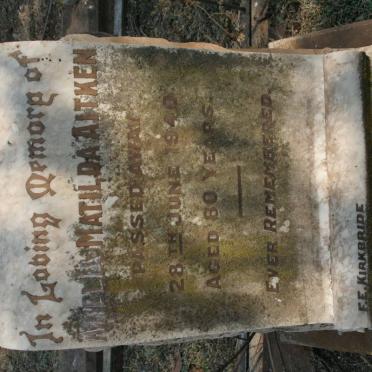 In Loving Memory of
MATILDA AITKEN
PASSED AWAY
28TH JUNE 1940.
AGED 80 YEARS.
EVER REMEMBERED.
F.E. KIRKBRIDE